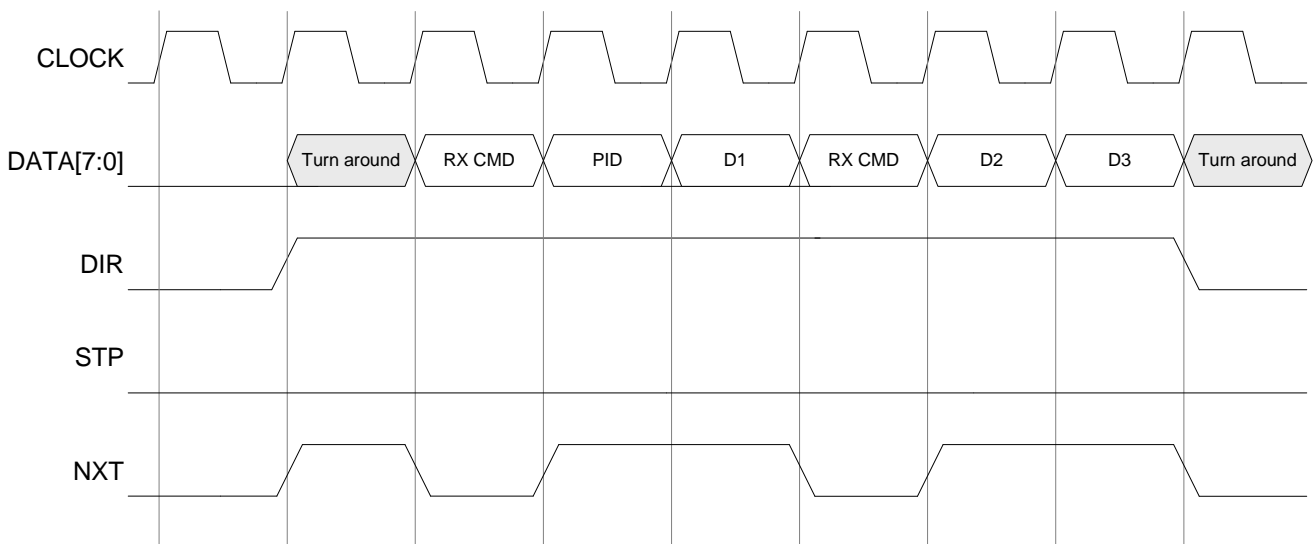 CLOCK
DATA[7:0] Turn around RX CMD PID D1 RX CMD D2 D3 Turn around
DIR
STP
NXT